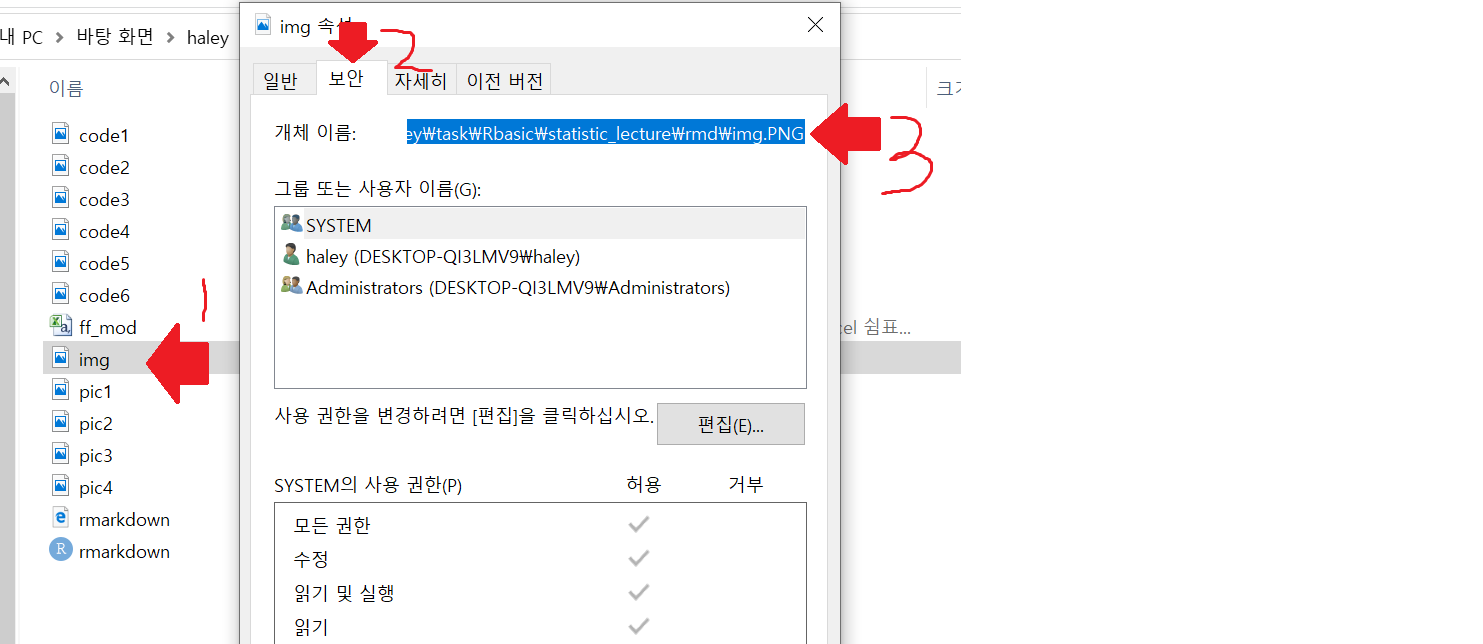 내 PC > 바탕 화면 > haley
이름
code1
code2
code3
code4
code5
code6
ff_mod
img
pic1
pic2
pic3
pic4
rmarkdown
rmarkdown
1
img 속성
2
일반 보안 자세히 이전 버전
개체 이름: ey₩task₩Rbasic₩statistic_lecture₩rmd₩img.PNG
3
그룹 또는 사용자 이름(G):
SYSTEM
haley (DESKTOP-QI3LMV9₩haley)
Administrators (DESKTOP-QI3LMV9₩Administrators)
사용 권한을 변경하려면 [편집]을 클릭하십시오. 편집(E)...
SYSTEM의 사용 권한(P) 허용 거부
모든 권한
수정
읽기 및 실행
읽기
크기
cel 쉼표...